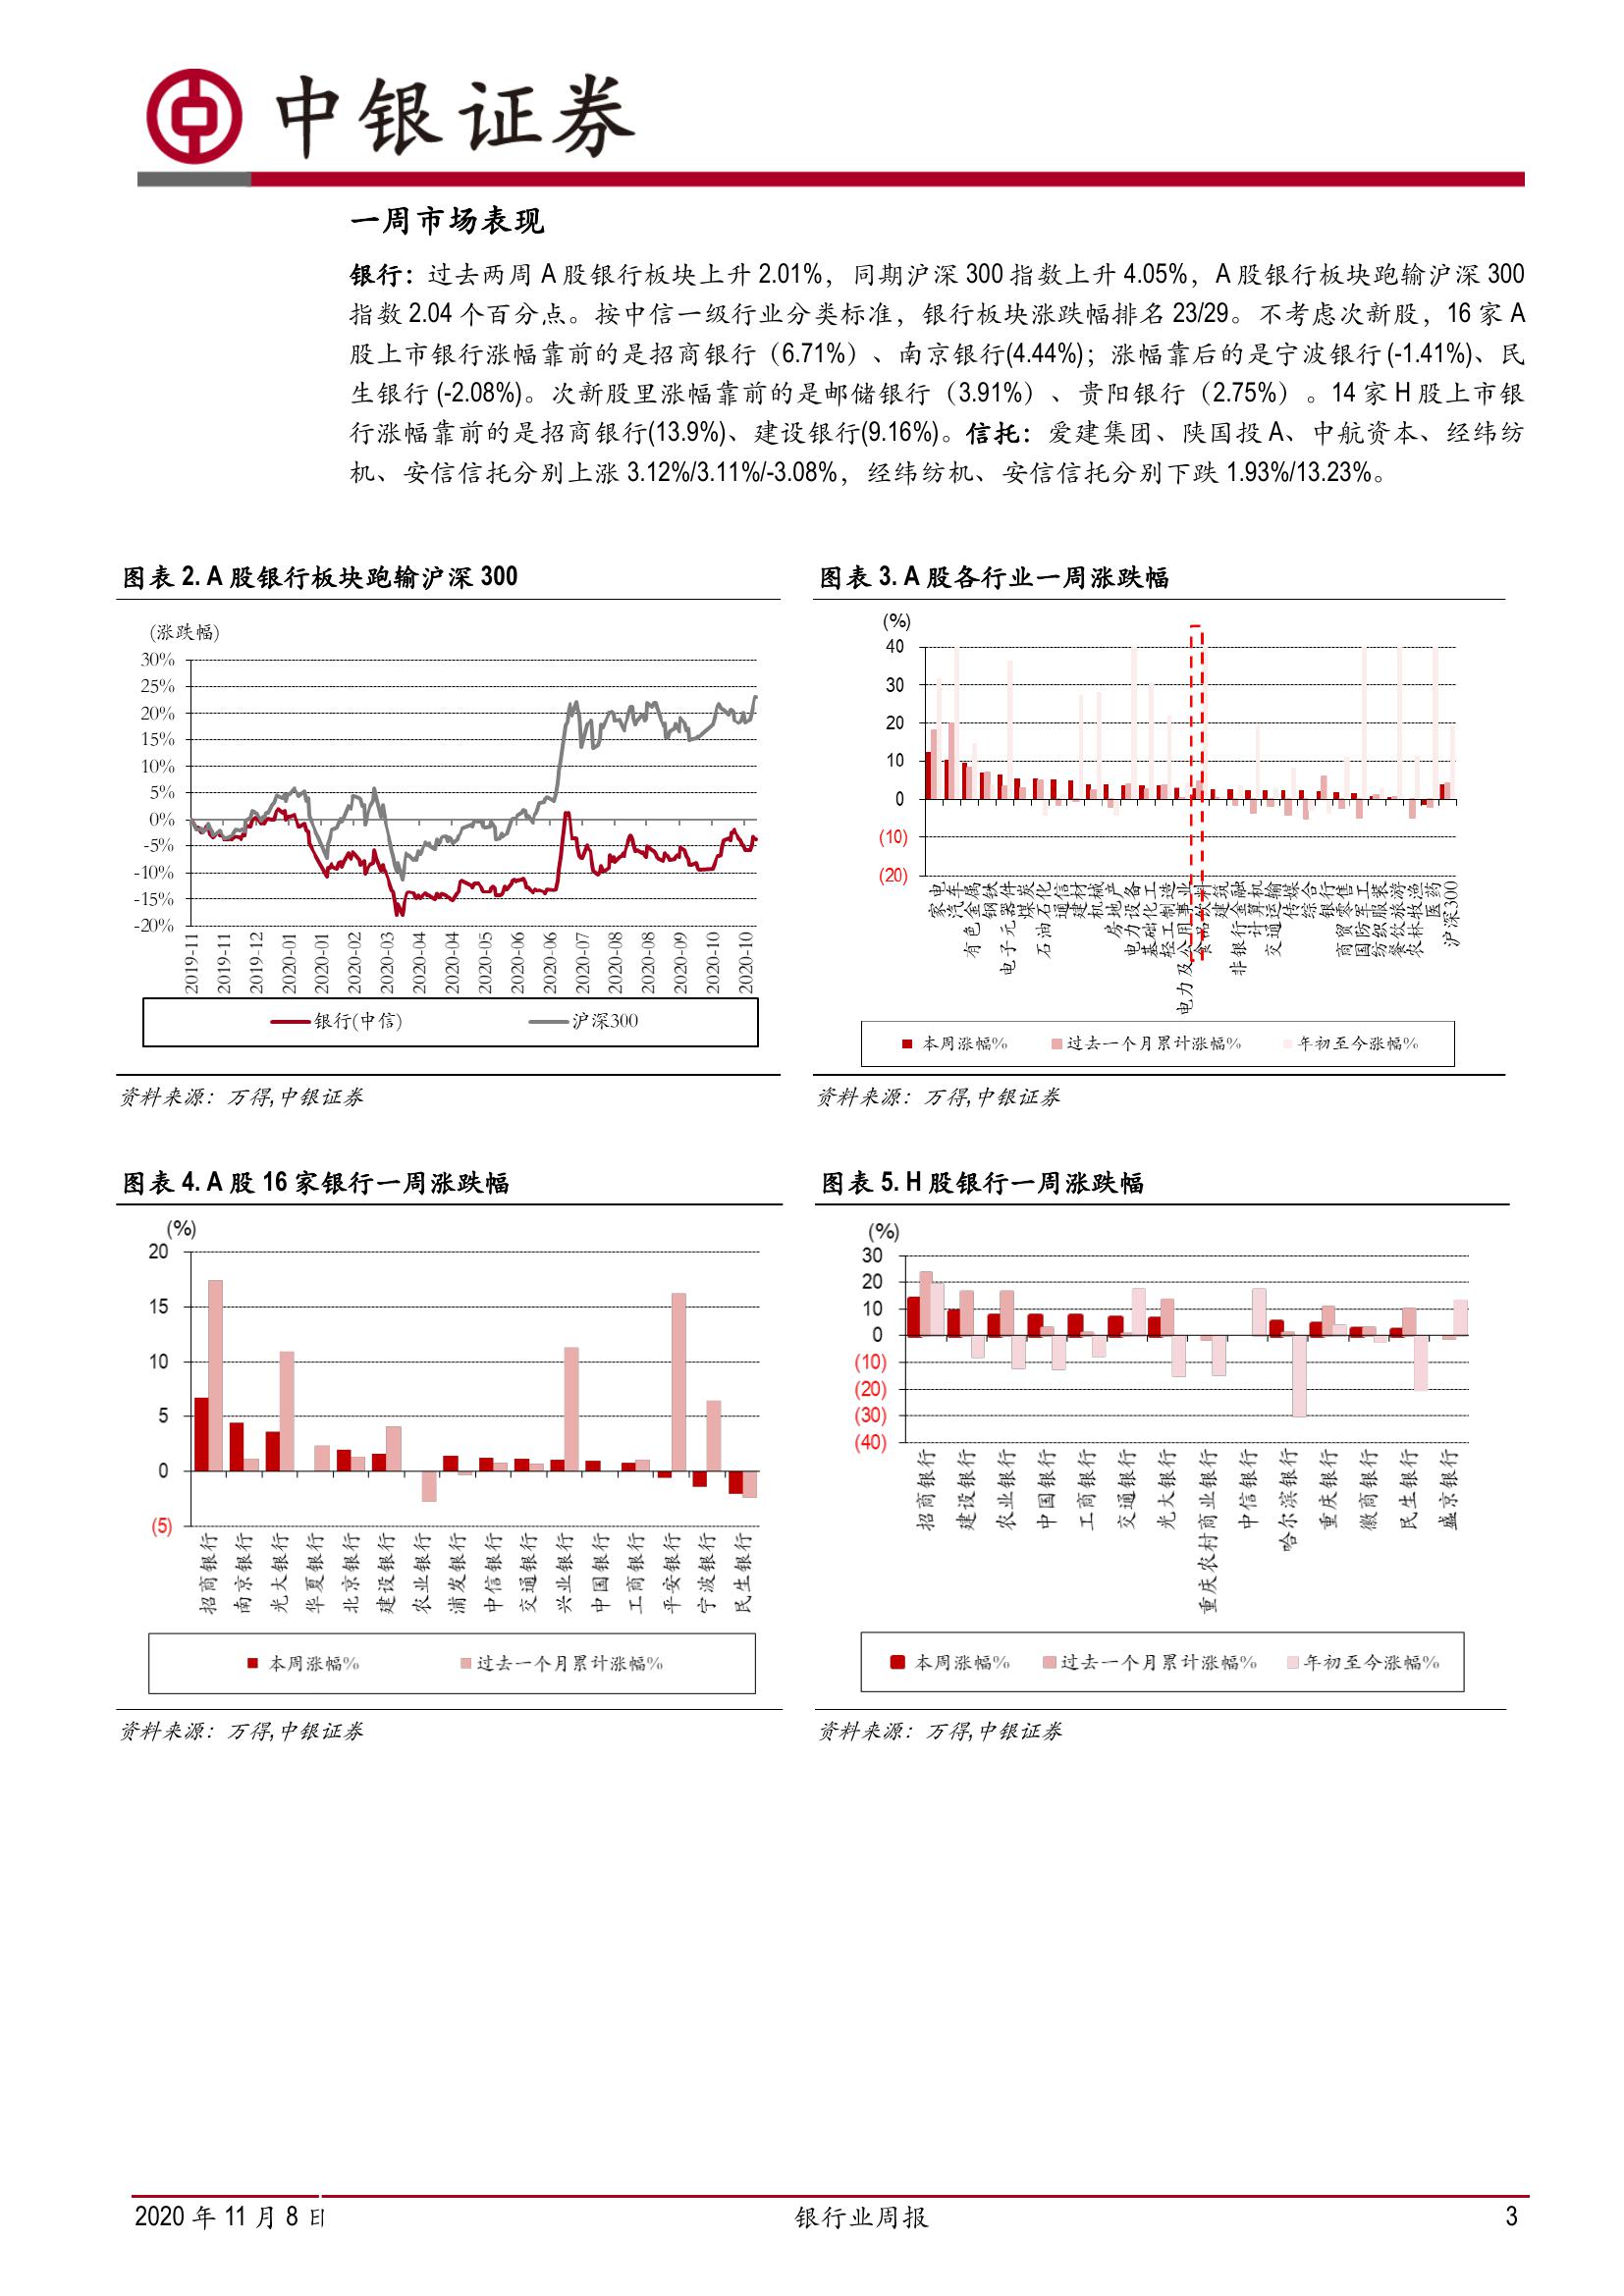 中银证券
一周市场表现
银行：过去两周 A 股银行板块上升 2.01%，同期沪深 300 指数上升 4.05%，A 股银行板块跑输沪深 300
指数 2.04 个百分点。按中信一级行业分类标准，银行板块涨跌幅排名 23/29。不考虑次新股，16 家 A
股上市银行涨幅靠前的是招商银行（6.71%）、南京银行(4.44%)；涨幅靠后的是宁波银行 (-1.41%)、民
生银行 (-2.08%)。次新股里涨幅靠前的是邮储银行（3.91%）、贵阳银行（2.75%）。14 家 H 股上市银
行涨幅靠前的是招商银行(13.9%)、建设银行(9.16%)。信托：爱建集团、陕国投 A、中航资本、经纬纺
机、安信信托分别上涨 3.12%/3.11%/-3.08%，经纬纺机、安信信托分别下跌 1.93%/13.23%。
图表 2. A 股银行板块跑输沪深 300
(涨跌幅)
30%
25%
20%
15%
10%
5%
0%
-5%
-10%
-15%
-20%
2019-11
2019-11
2019-12
2020-01
2020-01
2020-02
2020-03
2020-04
2020-04
2020-05
2020-06
2020-06
2020-07
2020-08
2020-08
2020-09
2020-10
2020-10
银行(中信)
沪深300
资料来源：万得,中银证券
图表 3. A 股各行业一周涨跌幅
(%)
40
30
20
10
0
(10)
(20)
家电
汽车
有色金属
钢铁
电子元器件
煤炭
石油石化
通信
建材
机械
房地产
电力设备
基础化工
轻工制造
电力及公用事业
食品饮料
建筑
非银行金融
计算机
交通运输
传媒
综合
银行
商贸零售
国防军工
纺织服装
餐饮旅游
农林牧渔
医药
沪深300
本周涨幅%
过去一个月累计涨幅%
年初至今涨幅%
资料来源：万得,中银证券
图表 4. A 股 16 家银行一周涨跌幅
(%)
20
15
10
5
0
(5)
招商银行
南京银行
光大银行
华夏银行
北京银行
建设银行
农业银行
浦发银行
中信银行
交通银行
兴业银行
中国银行
工商银行
平安银行
宁波银行
民生银行
本周涨幅%
过去一个月累计涨幅%
资料来源：万得,中银证券
图表 5. H 股银行一周涨跌幅
(%)
30
20
10
0
(10)
(20)
(30)
(40)
招商银行
建设银行
农业银行
中国银行
工商银行
交通银行
光大银行
重庆农村商业银行
中信银行
哈尔滨银行
重庆银行
徽商银行
民生银行
盛京银行
本周涨幅%
过去一个月累计涨幅%
年初至今涨幅%
资料来源：万得,中银证券
2020 年 11 月 8 日
银行业周报
3